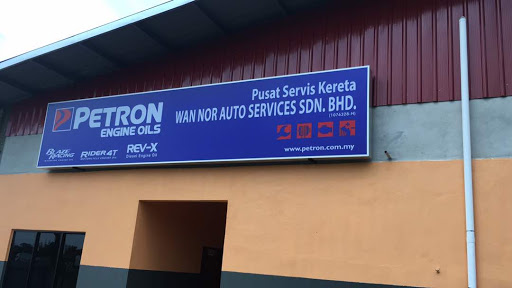 PETRON
ENGINE OILS
BLAZE RACING
RIDER 4T
REV-X
Diesel Engine Oil
Pusat Servis Kereta
WAN NOR AUTO SERVICES SDN. BHD.
(1076328-H)
www.petron.com.my